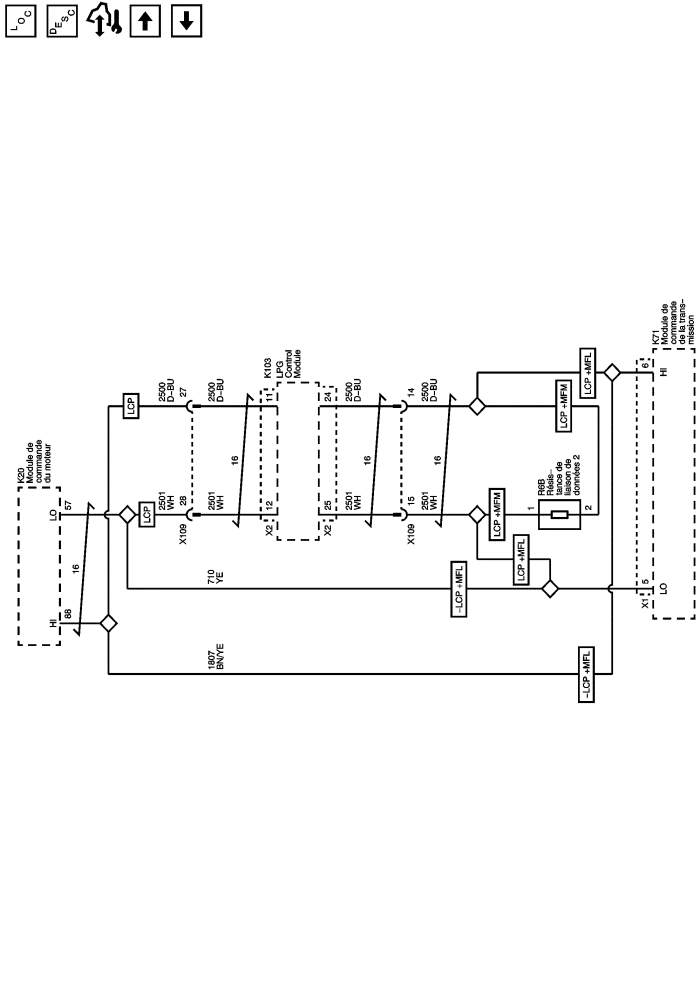 LOC
DESC
K20
Module de
commande
du moteur
HI
LO
88
57
16
LCP
LCP
1807
BN/YE
710
YE
2501
WH
2500
D-BU
X109
28
27
2501
WH
2500
D-BU
16
X2
12
11
K103
LPG
Control
Module
X2
25
24
2501
WH
2500
D-BU
16
X109
15
14
2501
WH
2500
D-BU
16
-LCP +MFL
LCP +MFM
LCP +MFL
1
R6B
Résis-
tance de
liaison de
données 2
2
LCP +MFM
LCP +MFL
-LCP +MFL
X1
5
6
LO
HI
K71
Module de
commande
de la trans-
mission